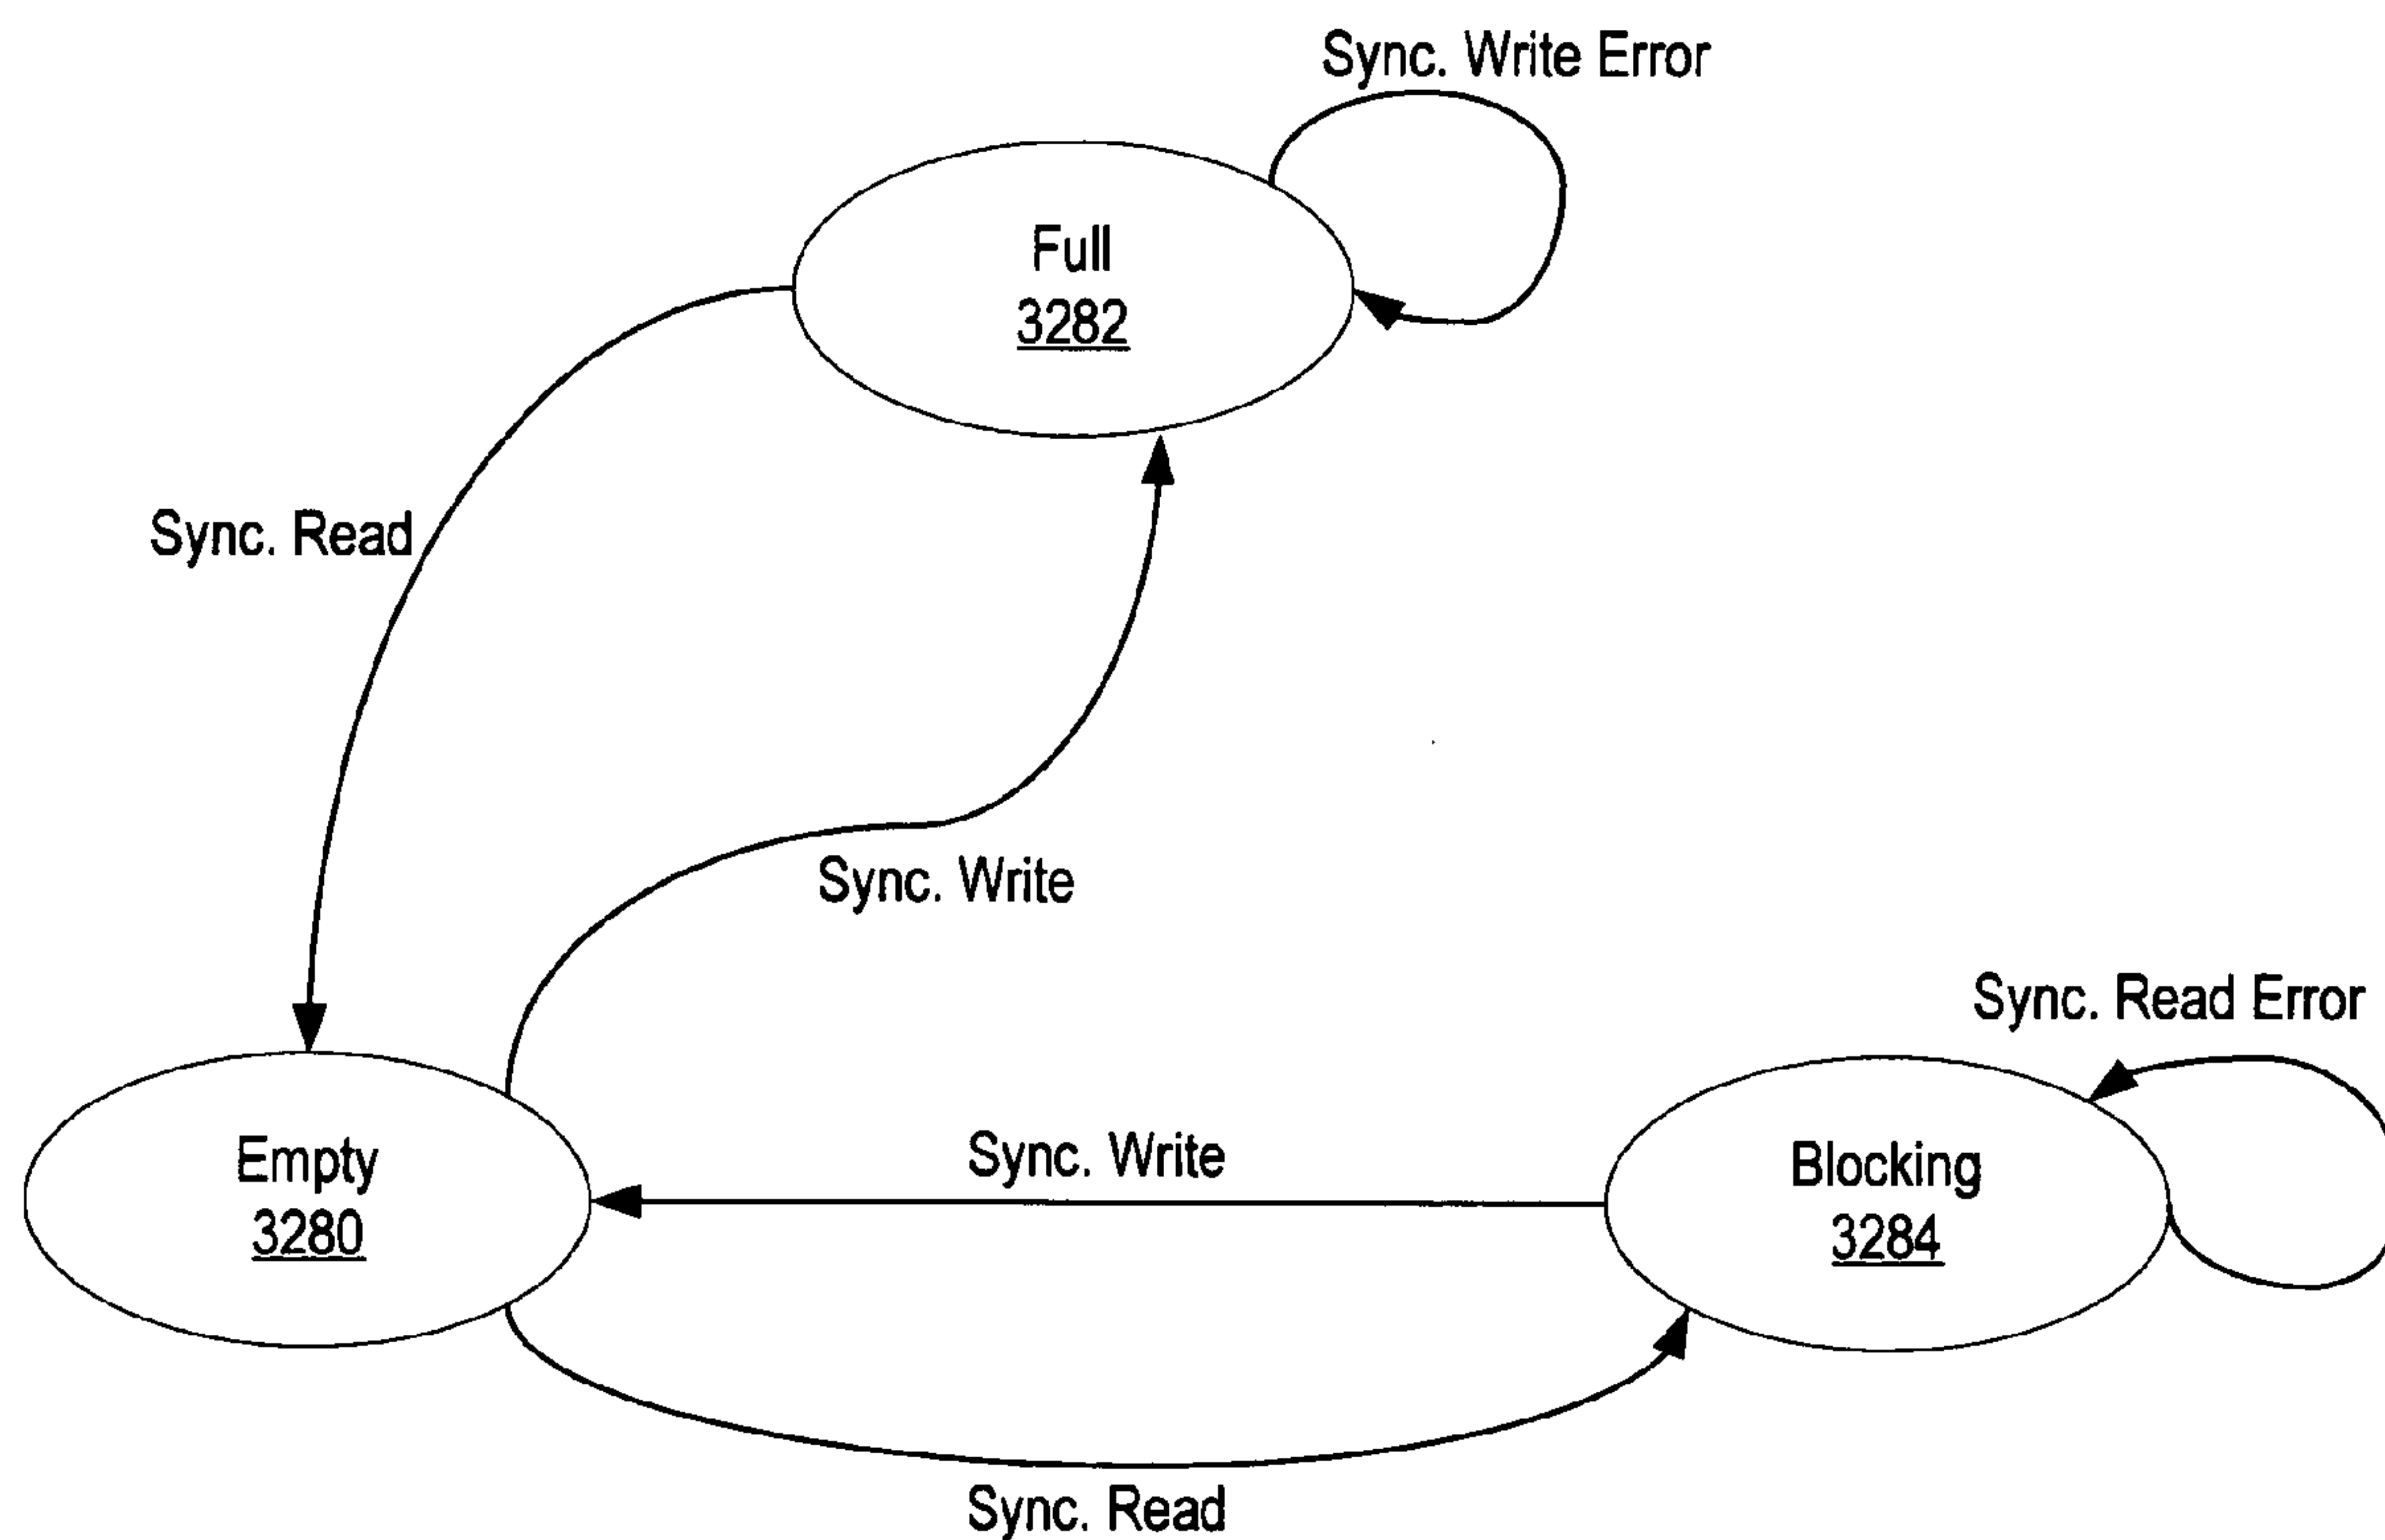 Sync. Write Error
Full
3282
Sync. Read
Sync. Write
Sync. Read Error
Empty
3280
Sync. Write
Blocking
3284
Sync. Read